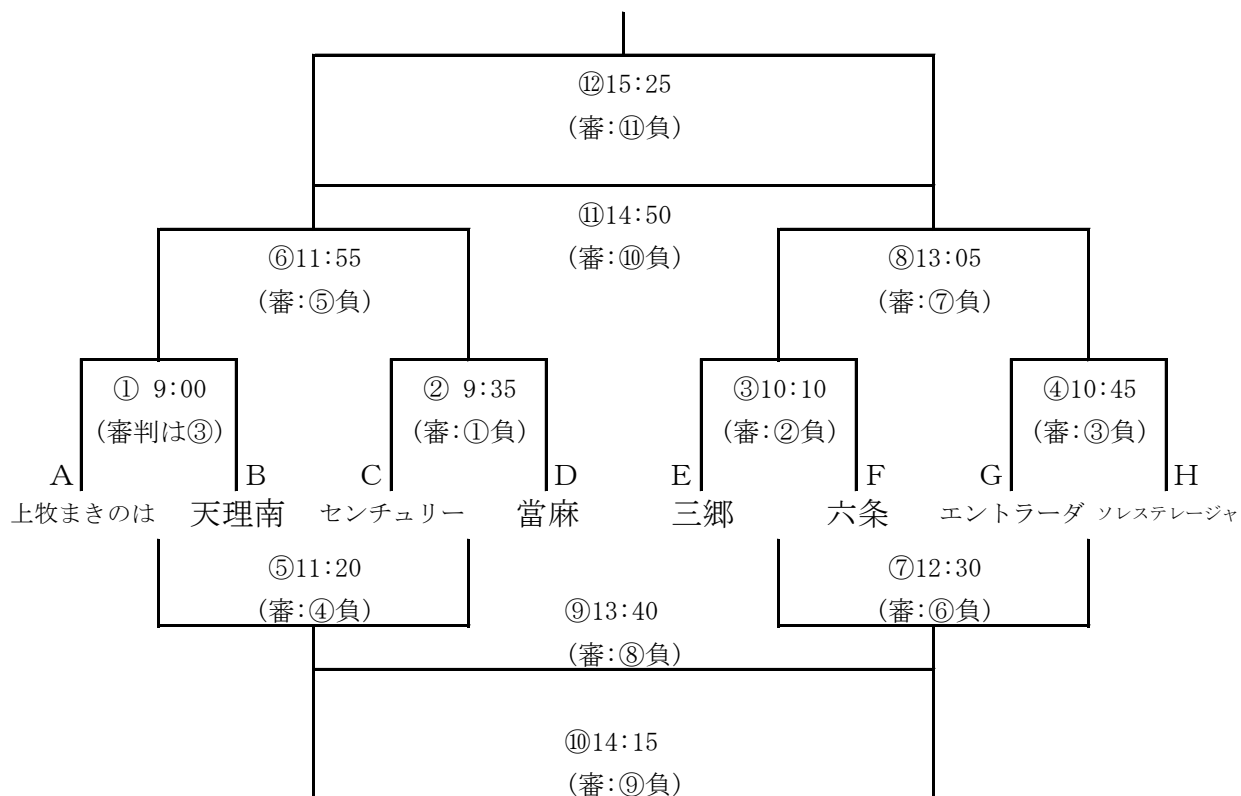 ⑫15:25
(審:⑪負)
⑪14:50
(審:⑩負)
⑥11:55
(審:⑤負)
⑧13:05
(審:⑦負)
① 9:00
(審判は③)
② 9:35
(審:①負)
③10:10
(審:②負)
④10:45
(審:③負)
A B C D E F G H
上牧まきのは 天理南 センチュリー 當麻 三郷 六条 エントラーダ ソレステレージャ
⑤11:20
(審:④負)
⑦12:30
(審:⑥負)
⑨13:40
(審:⑧負)
⑩14:15
(審:⑨負)